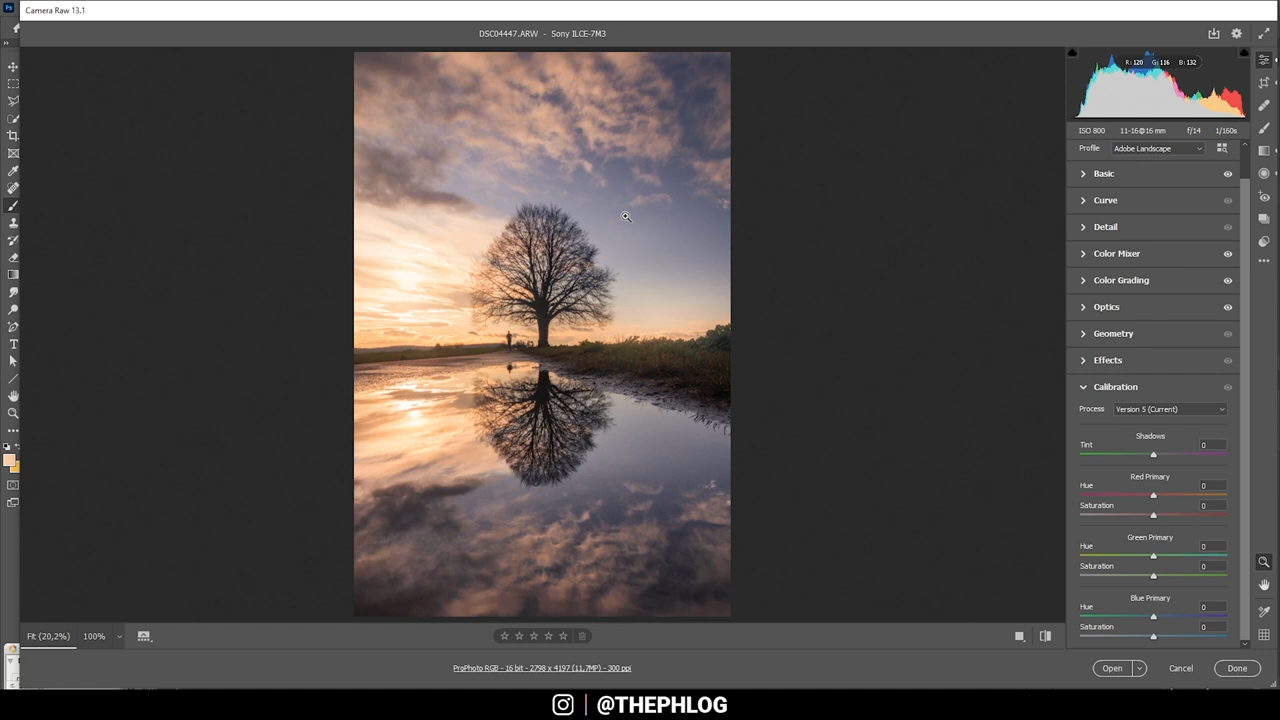 Camera Raw 13.1
DSC04447.ARW - Sony ILCE-7M3
R: 120 G: 116 B: 132
ISO 800 11-16@16 mm f/14 1/160s
Profile Adobe Landscape
Basic
Curve
Detail
Color Mixer
Color Grading
Optics
Geometry
Effects
Calibration
Process Version 5 (Current)
Shadows
Tint 0
Red Primary
Hue 0
Saturation 0
Green Primary
Hue 0
Saturation 0
Blue Primary
Hue 0
Saturation 0
Fit (20,2%) 100%
ProPhoto RGB - 16 bit - 2798 x 4197 (11,7MP) - 300 ppi
Open Cancel Done
@THEPHLOG